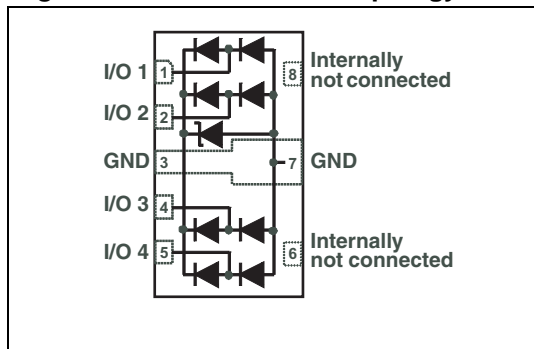 I/O 1 1 8 Internally
not connected
I/O 2 2
GND 3 7 GND
I/O 3 4
I/O 4 5 6 Internally
not connected